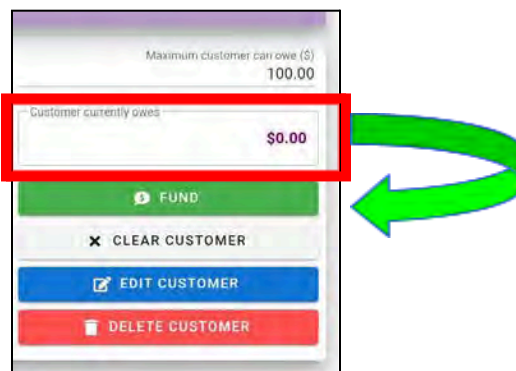 Maximum customer can owe ($)
100.00
Customer currently owes
$0.00
FUND
CLEAR CUSTOMER
EDIT CUSTOMER
DELETE CUSTOMER